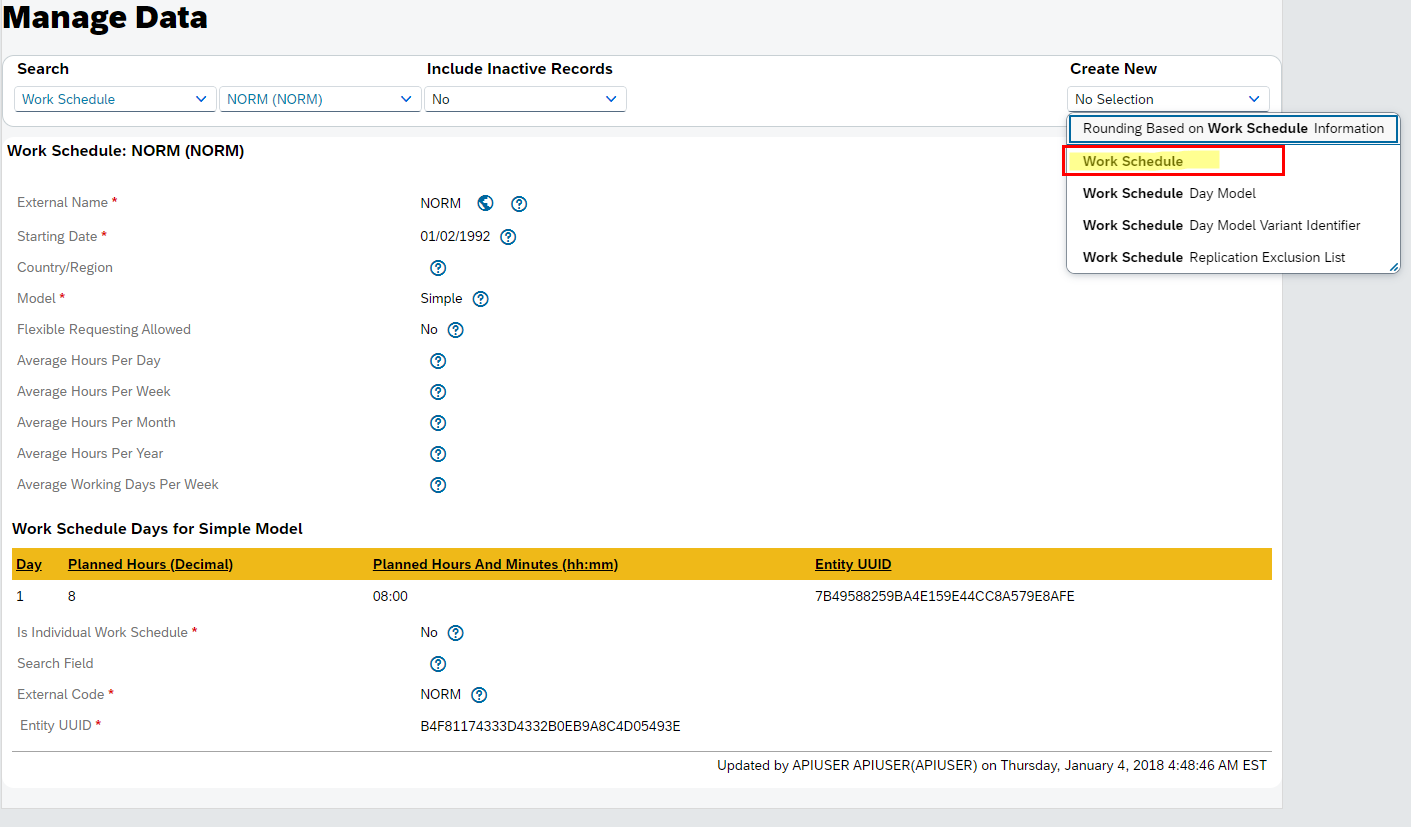 Manage Data
Search Include Inactive Records Create New
Work Schedule NORM (NORM) No No Selection
Rounding Based on Work Schedule Information
Work Schedule
Work Schedule Day Model
Work Schedule Day Model Variant Identifier
Work Schedule Replication Exclusion List
Work Schedule: NORM (NORM)
External Name * NORM
Starting Date * 01/02/1992
Country/Region
Model * Simple
Flexible Requesting Allowed No
Average Hours Per Day
Average Hours Per Week
Average Hours Per Month
Average Hours Per Year
Average Working Days Per Week
Work Schedule Days for Simple Model
Day Planned Hours (Decimal) Planned Hours And Minutes (hh:mm) Entity UUID
1 8 08:00 7B49588259BA4E159E44CC8A579E8AFE
Is Individual Work Schedule * No
Search Field
External Code * NORM
Entity UUID * B4F81174333D4332B0EB9A8C4D05493E
Updated by APIUSER APIUSER(APIUSER) on Thursday, January 4, 2018 4:48:46 AM EST